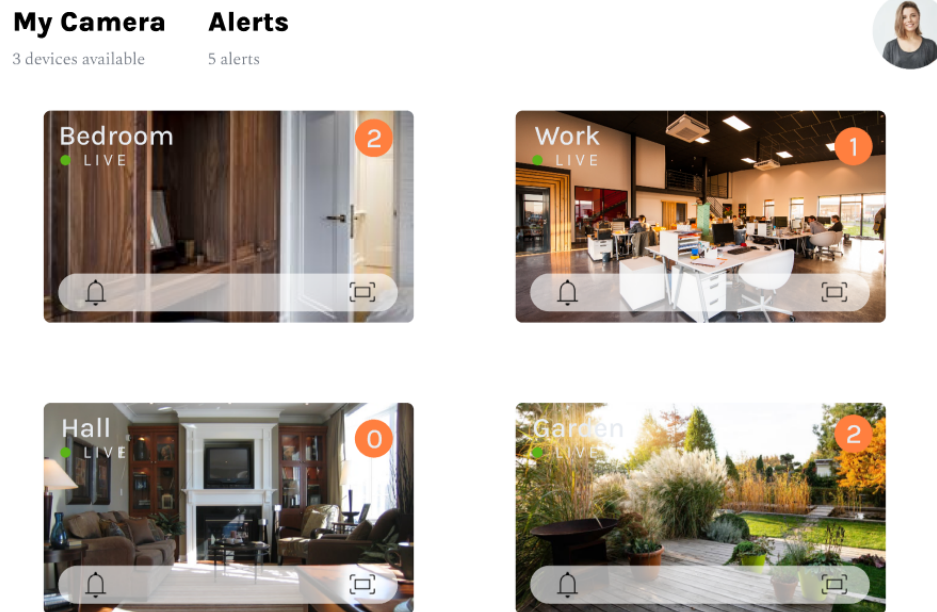 My Camera
Alerts
3 devices available
5 alerts
Bedroom
2
LIVE
Work
1
LIVE
Hall
0
LIVE
Garden
2
LIVE